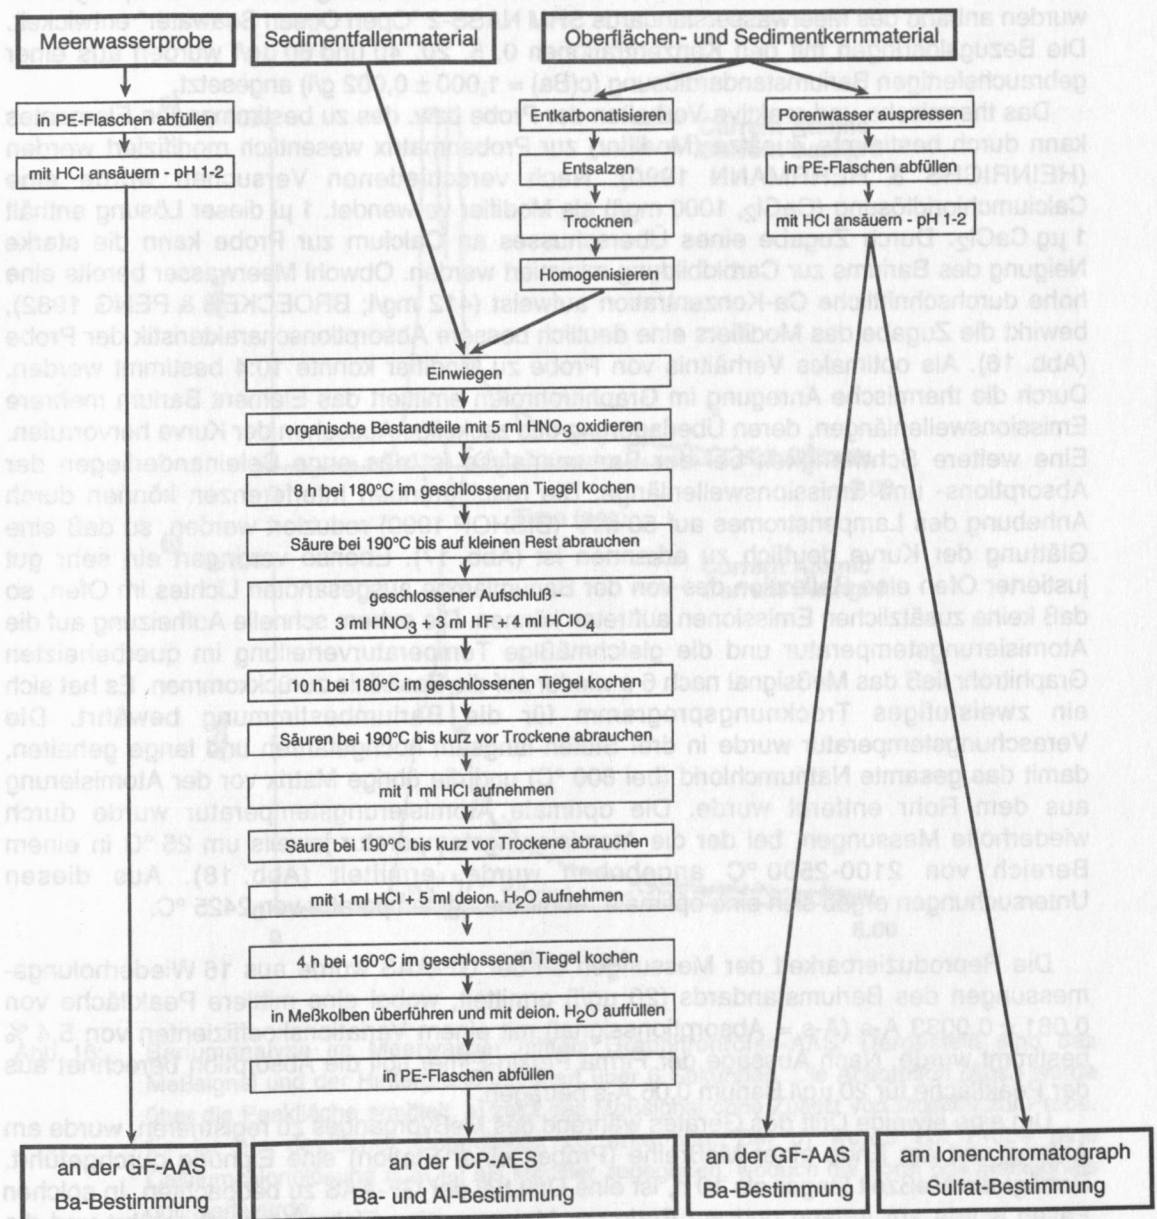 Meerwasserprobe
Sedimentfallenmaterial
Oberflächen- und Sedimentkernmaterial
in PE-Flaschen abfüllen
mit HCl ansäuern - pH 1-2
Entkarbonatisieren
Entsalzen
Trocknen
Homogenisieren
Porenwasser auspressen
in PE-Flaschen abfüllen
mit HCl ansäuern - pH 1-2
Einwiegen
organische Bestandteile mit 5 ml HNO3 oxidieren
8 h bei 180°C im geschlossenen Tiegel kochen
Säure bei 190°C bis auf kleinen Rest abrauchen
geschlossener Aufschluß -
3 ml HNO3 + 3 ml HF + 4 ml HClO4
10 h bei 180°C im geschlossenen Tiegel kochen
Säuren bei 190°C bis kurz vor Trockene abrauchen
mit 1 ml HCl aufnehmen
Säure bei 190°C bis kurz vor Trockene abrauchen
mit 1 ml HCl + 5 ml deion. H2O aufnehmen
4 h bei 160°C im geschlossenen Tiegel kochen
in Meßkolben überführen und mit deion. H2O auffüllen
in PE-Flaschen abfüllen
an der GF-AAS
Ba-Bestimmung
an der ICP-AES
Ba- und Al-Bestimmung
an der GF-AAS
Ba-Bestimmung
am Ionenchromatograph
Sulfat-Bestimmung